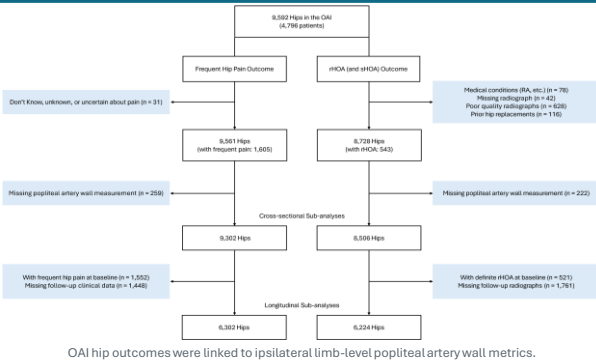 9,592 Hips in the OAI
(4,796 patients)
Frequent Hip Pain Outcome
rHOA (and sHOA) Outcome
Don't Know, unknown, or uncertain about pain (n = 31)
Medical conditions (RA, etc.) (n = 78)
Missing radiograph (n = 42)
Poor quality radiographs (n = 628)
Prior hip replacements (n = 116)
9,561 Hips
(with frequent pain: 1,605)
8,728 Hips
(with rHOA: 543)
Missing popliteal artery wall measurement (n = 259)
Missing popliteal artery wall measurement (n = 222)
Cross-sectional Sub-analyses
9,302 Hips
8,506 Hips
With frequent hip pain at baseline (n = 1,552)
Missing follow-up clinical data (n = 1,448)
With definite rHOA at baseline (n = 521)
Missing follow-up radiographs (n = 1,761)
Longitudinal Sub-analyses
6,302 Hips
6,224 Hips
OAI hip outcomes were linked to ipsilateral limb-level popliteal artery wall metrics.